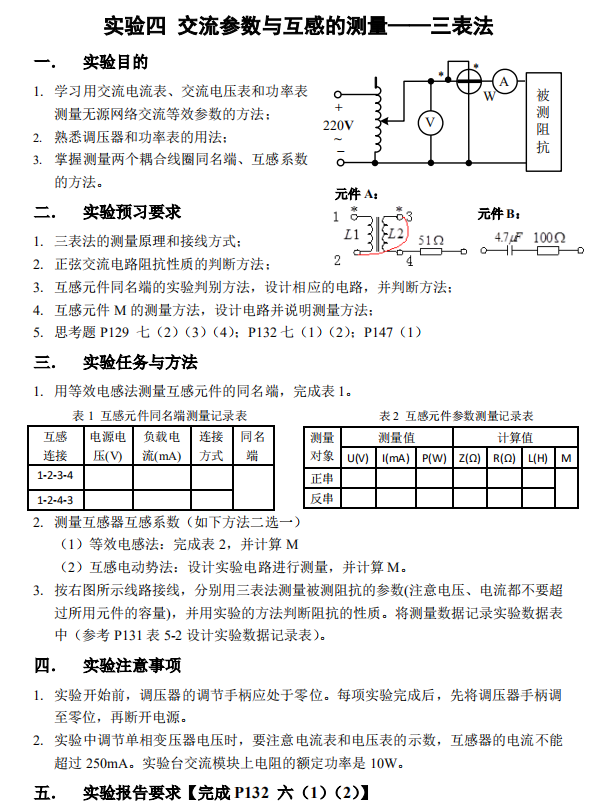 实验四 交流参数与互感的测量——三表法
一. 实验目的
1. 学习用交流电流表、交流电压表和功率表
测量无源网络交流等效参数的方法；
2. 熟悉调压器和功率表的用法；
3. 掌握测量两个耦合线圈同名端、互感系数
的方法。
+
220V
~
−
V
*
*
W
A
被
测
阻
抗
二. 实验预习要求
1. 三表法的测量原理和接线方式；
2. 正弦交流电路阻抗性质的判断方法；
3. 互感元件同名端的实验判别方法，设计相应的电路，并判断方法；
4. 互感元件 M 的测量方法，设计电路并说明测量方法；
5. 思考题 P129 七（2）（3）（4）；P132 七（1）（2）；P147（1）
元件 A：
1 * * 3
L1 L2 51Ω
2 4
元件 B：
4.7μF 100Ω
三. 实验任务与方法
1. 用等效电感法测量互感元件的同名端，完成表 1。
表 1 互感元件同名端测量记录表
互感连接 电源电压(V) 负载电流(mA) 连接方式 同名端
1-2-3-4
1-2-4-3
表 2 互感元件参数测量记录表
测量对象 测量值 计算值
U(V) I(mA) P(W) Z(Ω) R(Ω) L(H) M
正串
反串
2. 测量互感器互感系数（如下方法二选一）
（1）等效电感法：完成表 2，并计算 M
（2）互感电动势法：设计实验电路进行测量，并计算 M。
3. 按右图所示线路接线，分别用三表法测量被测阻抗的参数(注意电压、电流都不要超
过所用元件的容量)，并用实验的方法判断阻抗的性质。将测量数据记录实验数据表
中（参考 P131 表 5-2 设计实验数据记录表）。
四. 实验注意事项
1. 实验开始前，调压器的调节手柄应处于零位。每项实验完成后，先将调压器手柄调
至零位，再断开电源。
2. 实验中调节单相变压器电压时，要注意电流表和电压表的示数，互感器的电流不能
超过 250mA。实验台交流模块上电阻的额定功率是 10W。
五. 实验报告要求【完成 P132 六（1）（2）】